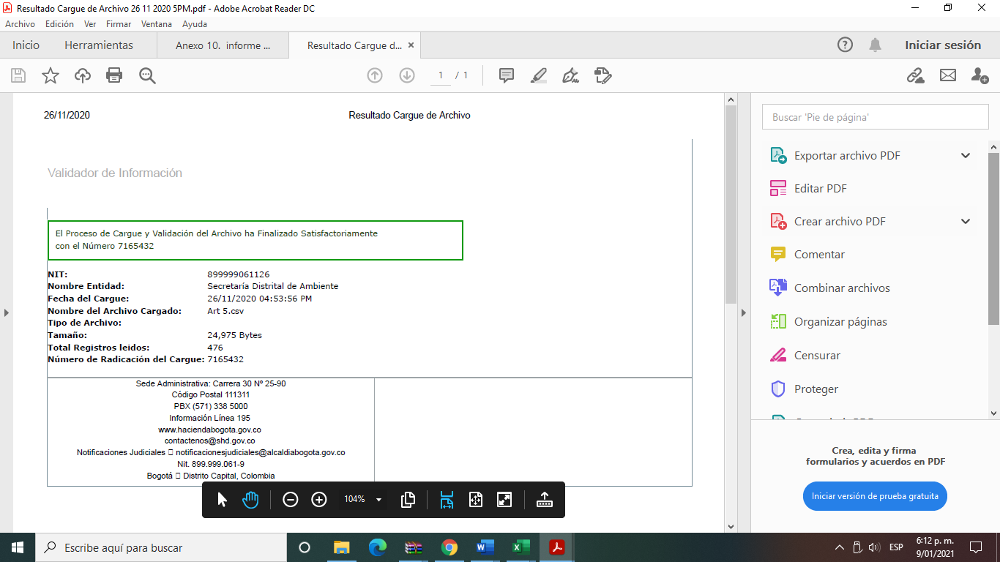 Resultado Cargue de Archivo 26 11 2020 5PM.pdf - Adobe Acrobat Reader DC
Archivo Edición Ver Firmar Ventana Ayuda
Inicio Herramientas Anexo 10. informe ... Resultado Cargue d... × Iniciar sesión
1 / 1
26/11/2020 Resultado Cargue de Archivo
Validador de Información
El Proceso de Cargue y Validación del Archivo ha Finalizado Satisfactoriamente
con el Número 7165432
NIT: 899999061126
Nombre Entidad: Secretaría Distrital de Ambiente
Fecha del Cargue: 26/11/2020 04:53:56 PM
Nombre del Archivo Cargado: Art 5.csv
Tipo de Archivo:
Tamaño: 24,975 Bytes
Total Registros leidos: 476
Número de Radicación del Cargue: 7165432
Sede Administrativa: Carrera 30 Nº 25-90
Código Postal 111311
PBX (571) 338 5000
Información Línea 195
www.haciendabogota.gov.co
contactenos@shd.gov.co
Notificaciones Judiciales notificacionesjudiciales@alcaldiabogota.gov.co
Nit. 899.999.061-9
Bogotá Distrito Capital, Colombia
104%
Buscar 'Pie de página'
Exportar archivo PDF
Editar PDF
Crear archivo PDF
Comentar
Combinar archivos
Organizar páginas
Censurar
Proteger
Crea, edita y firma
formularios y acuerdos en PDF
Iniciar versión de prueba gratuita
Escribe aquí para buscar
ESP
6:12 p. m.
9/01/2021